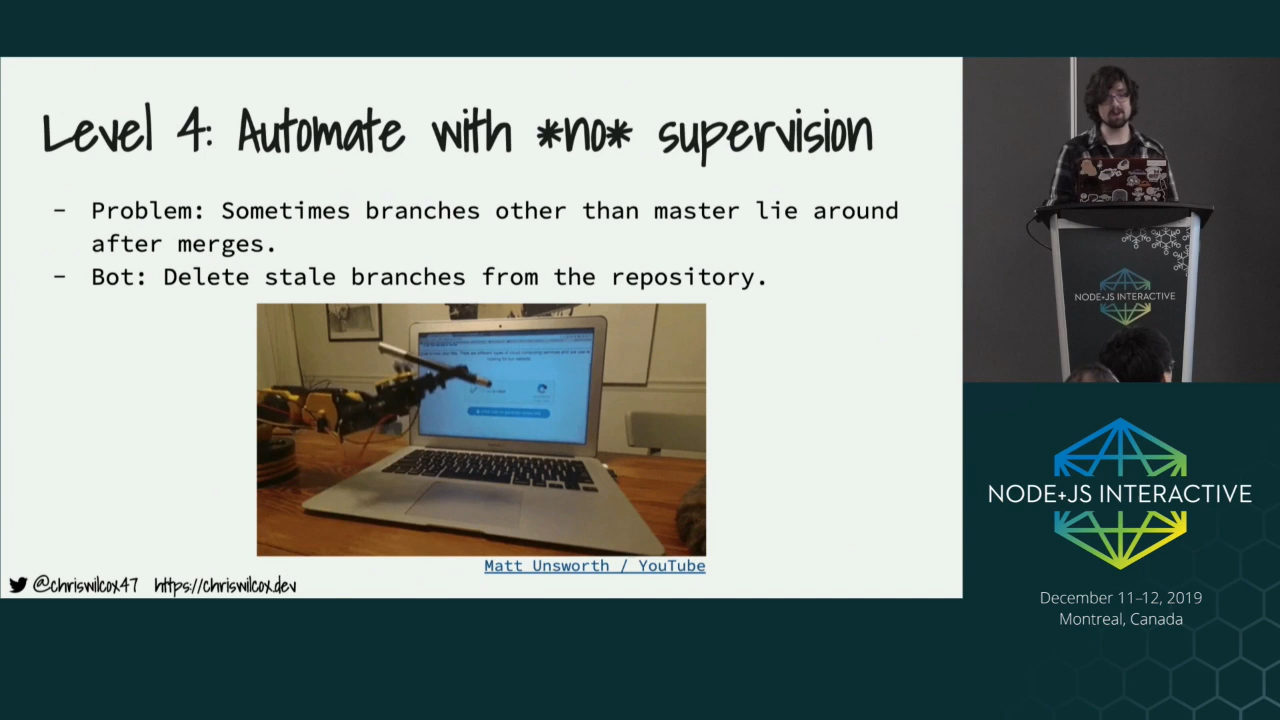 Level 4: Automate with *no* supervision
- Problem: Sometimes branches other than master lie around
after merges.
- Bot: Delete stale branches from the repository.
Matt Unsworth / YouTube
@chriswilcox47 https://chriswilcox.dev
NODE+JS INTERACTIVE
NODE+JS INTERACTIVE
December 11–12, 2019
Montreal, Canada